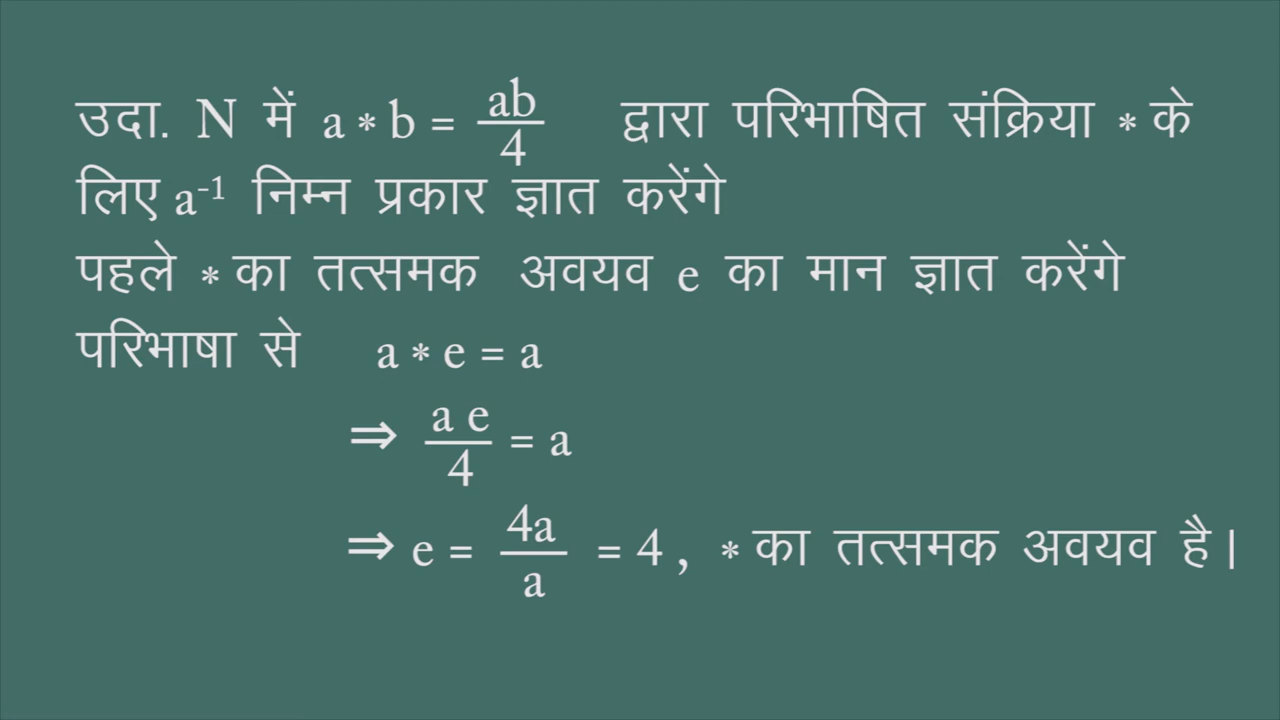 उदा. N में a * b = ab/4 द्वारा परिभाषित संक्रिया * के
लिए a⁻¹ निम्न प्रकार ज्ञात करेंगे
पहले * का तत्समक अवयव e का मान ज्ञात करेंगे
परिभाषा से a * e = a
⇒ a e/4 = a
⇒ e = 4a/a = 4 , * का तत्समक अवयव है।